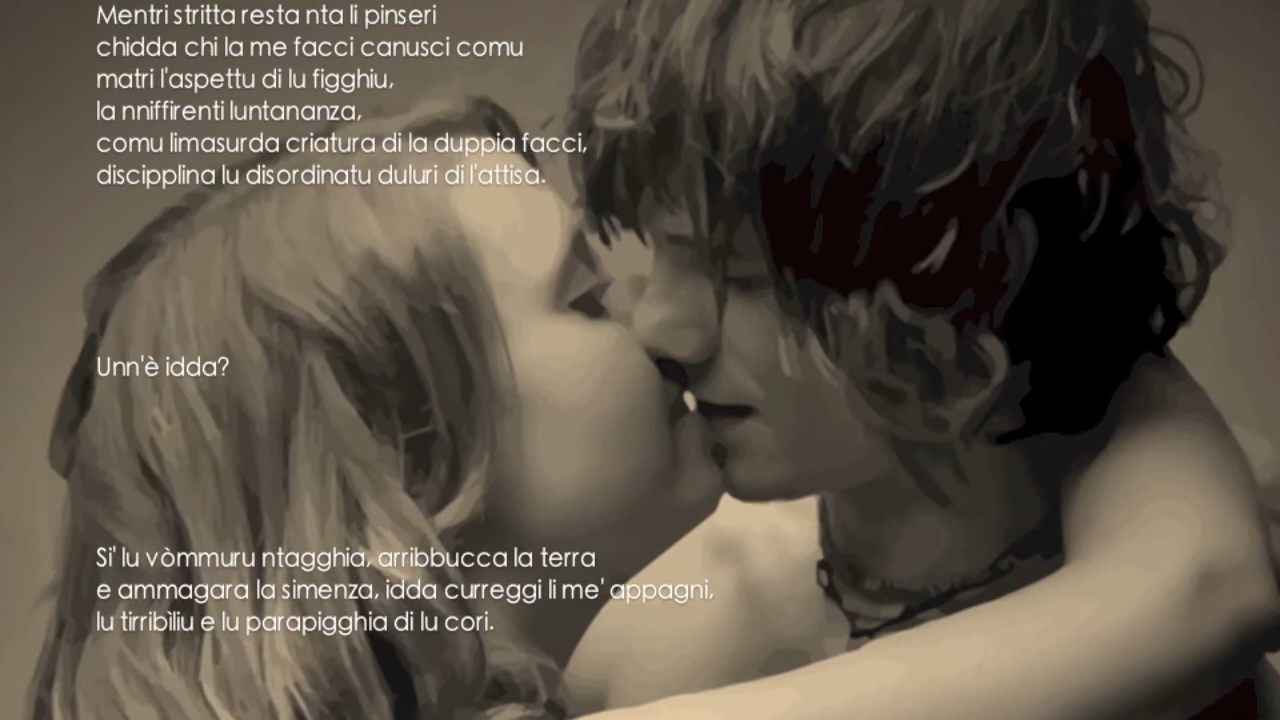 Mentri stritta resta nta li pinseri
chidda chi la me facci canusci comu
matri l'aspettu di lu figghiu,
la nniffirenti luntananza,
comu limasurda criatura di la duppia facci,
discipplina lu disordinatu duluri di l'attisa.
Unn'è idda?
Si' lu vòmmuru ntagghia, arribbucca la terra
e ammagara la simenza, idda curreggi li me' appagni,
lu tirribìliu e lu parapigghia di lu cori.